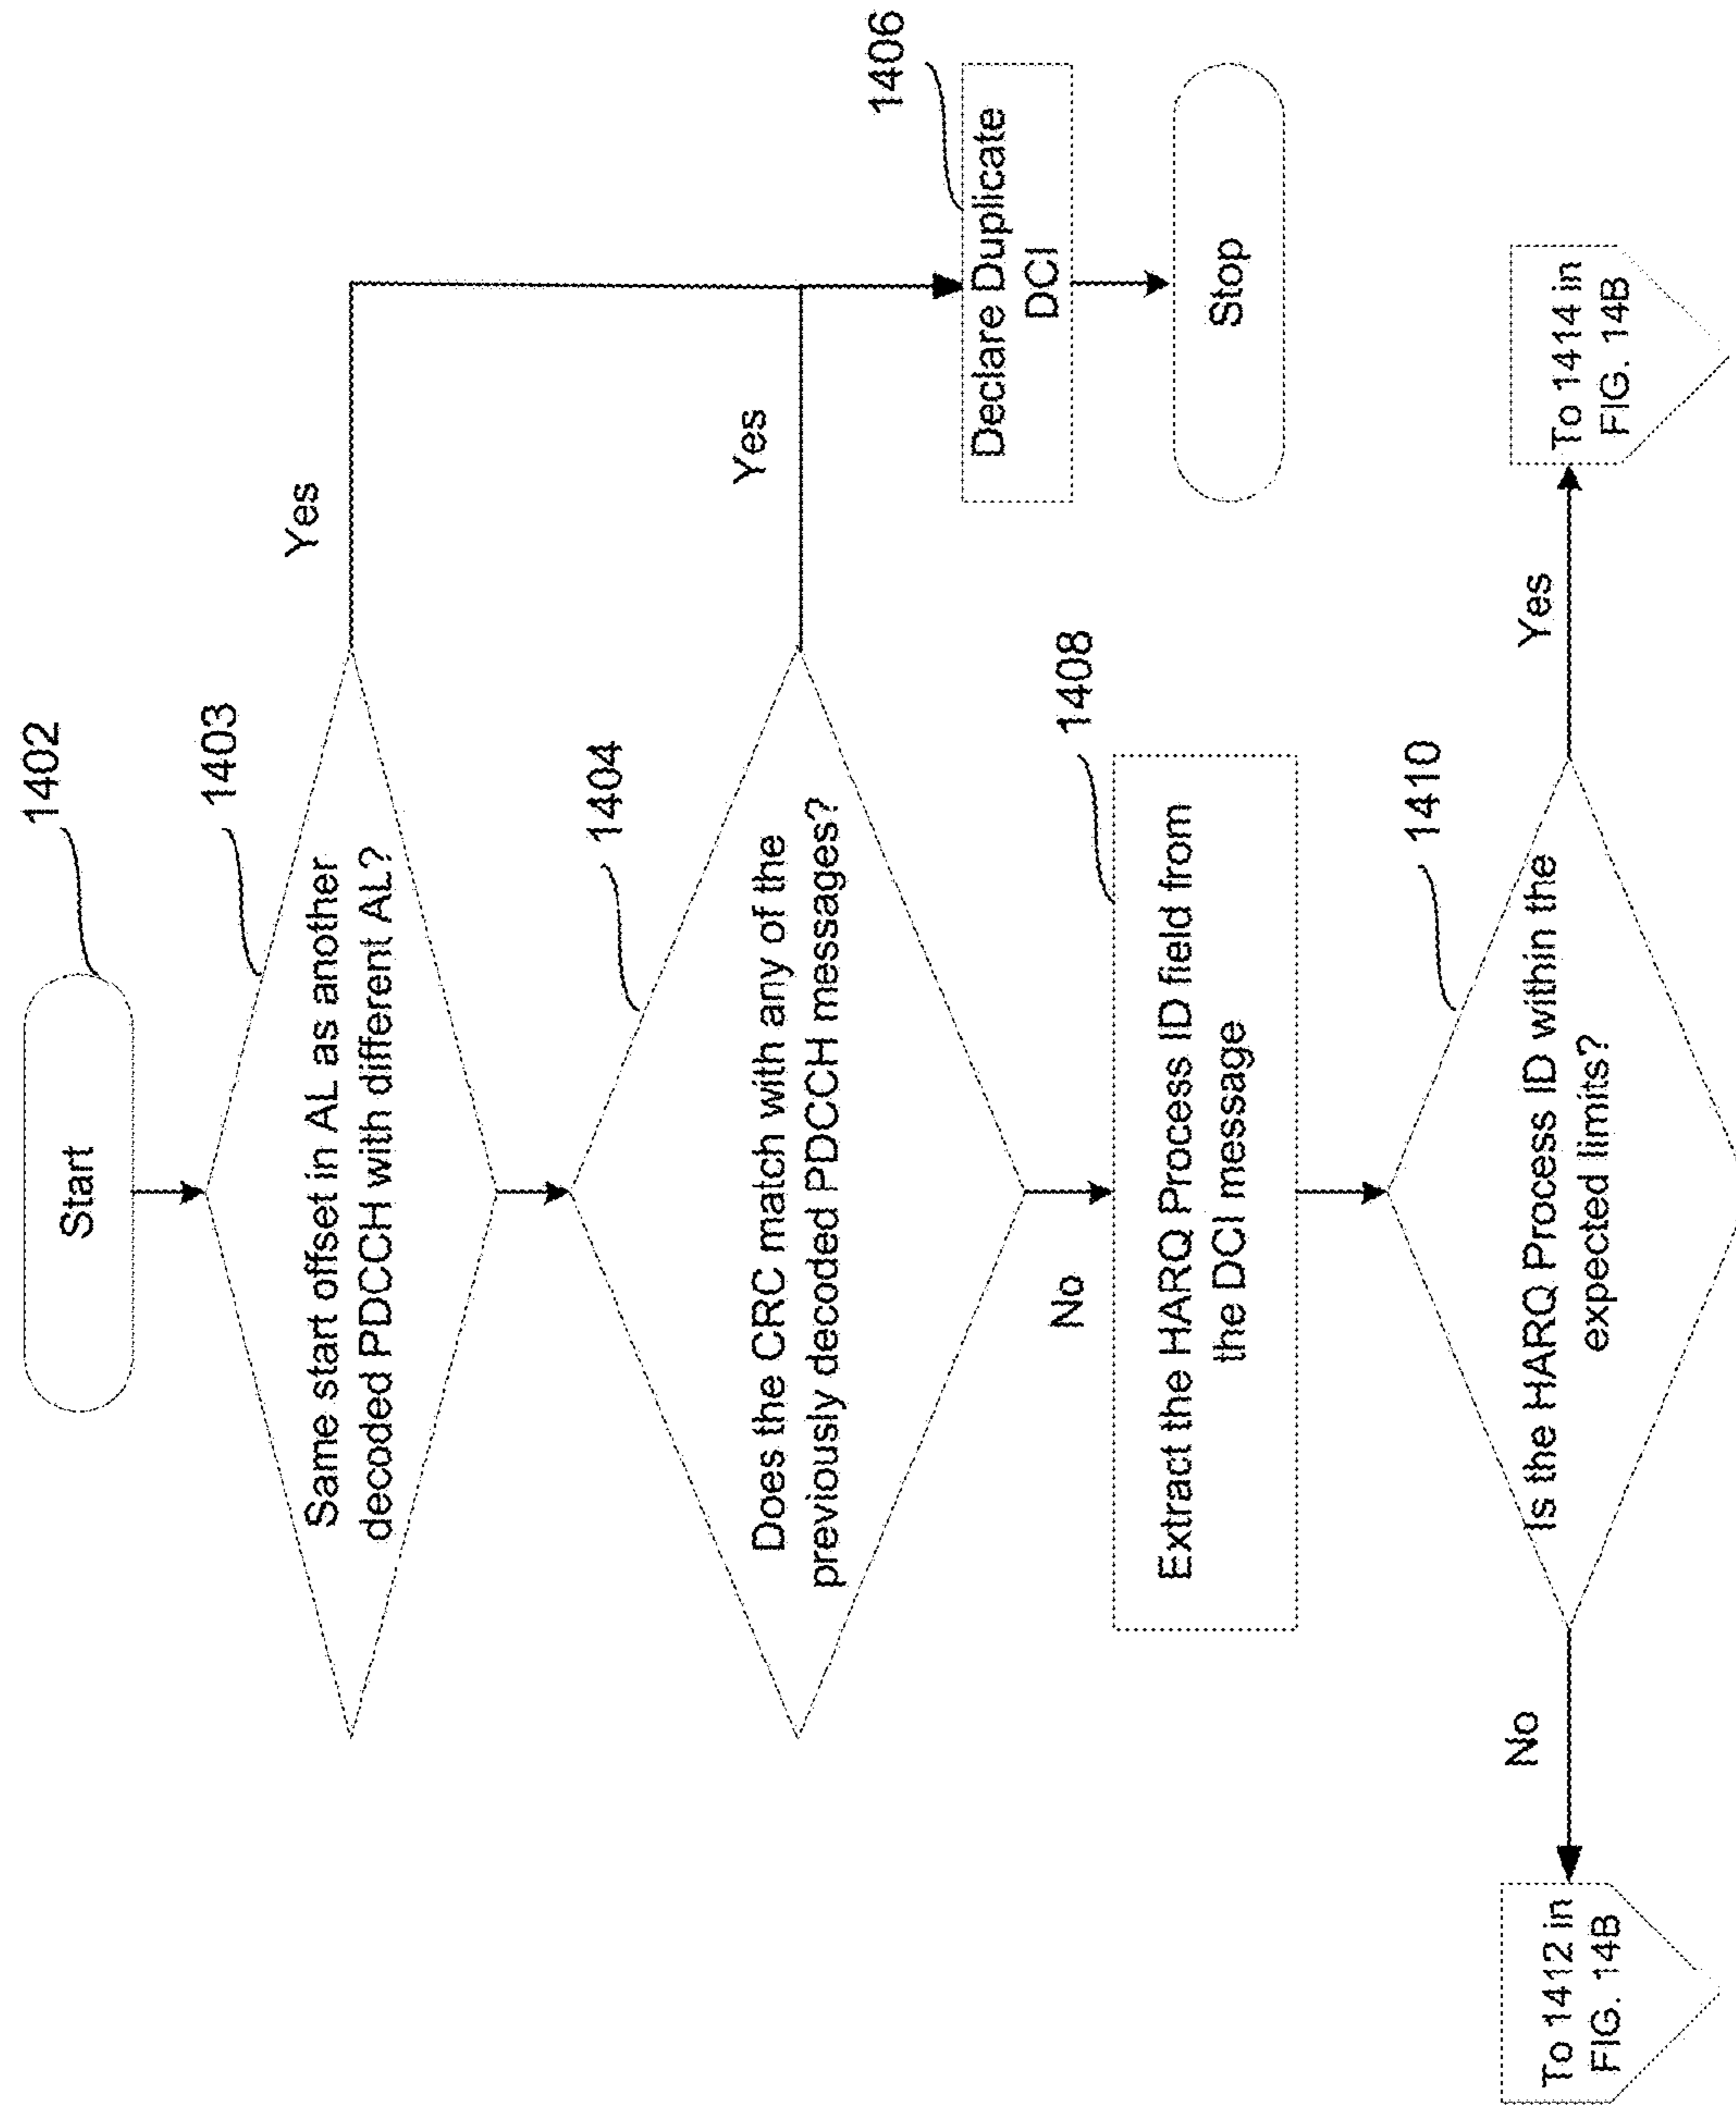 1402
Start
1403
Same start offset in AL as another
decoded PDCCH with different AL?
Yes
1404
Does the CRC match with any of the
previously decoded PDCCH messages?
Yes
1406
Declare Duplicate
DCI
Stop
No
1408
Extract the HARQ Process ID field from
the DCI message
1410
Is the HARQ Process ID within the
expected limits?
No
Yes
To 1412 in
FIG. 14B
To 1414 in
FIG. 14B